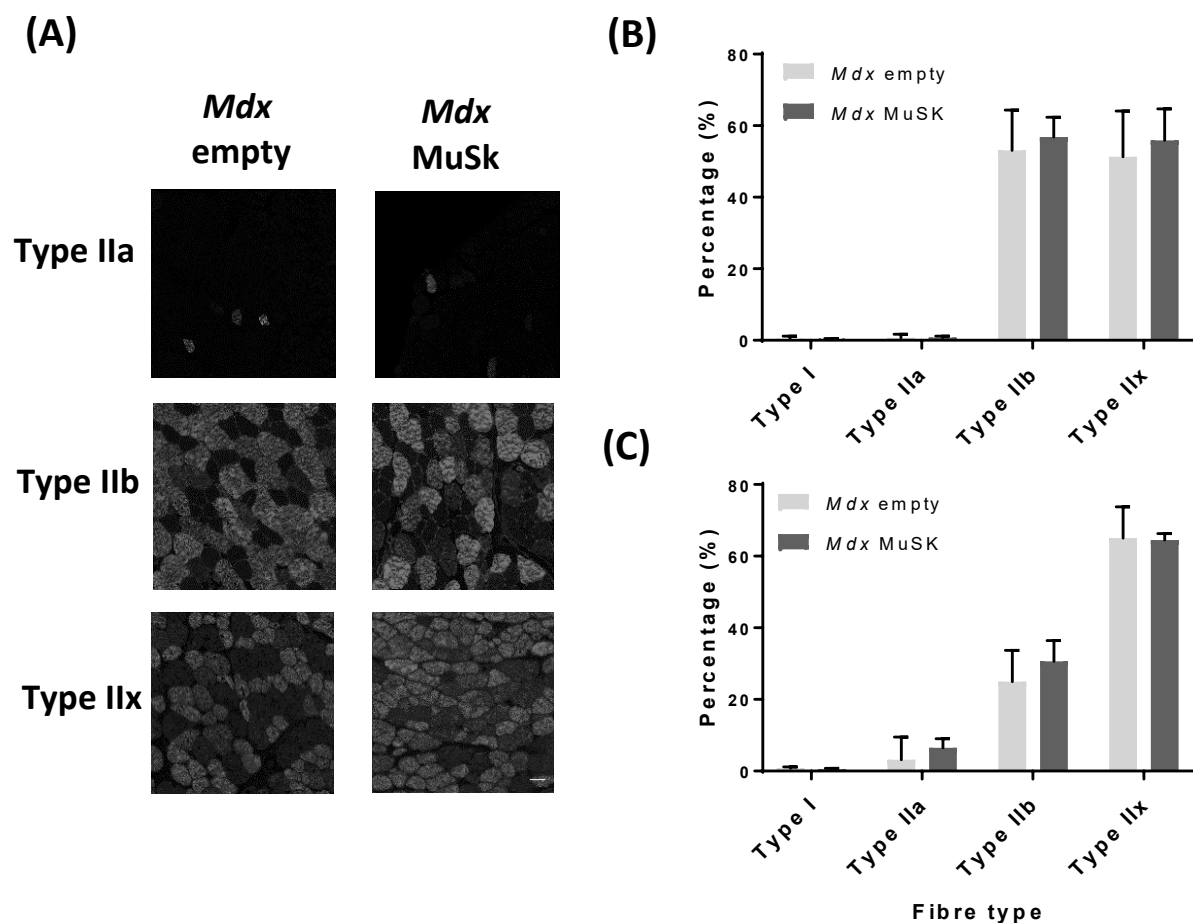 (A)
Mdx
empty
Mdx
MuSk
Type IIa
Type IIb
Type IIx
(B)
80
60
40
20
0
Percentage (%)
Mdx empty
Mdx MuSK
Type I
Type IIa
Type IIb
Type IIx
(C)
80
60
40
20
0
Percentage (%)
Mdx empty
Mdx MuSK
Type I
Type IIa
Type IIb
Type IIx
Fibre type